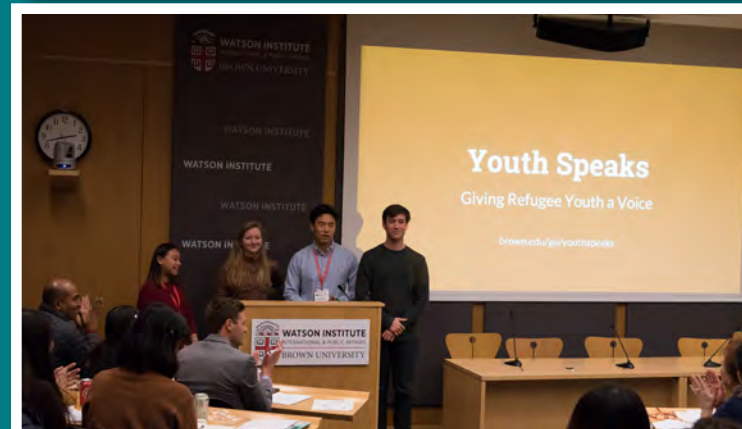 WATSON INSTITUTE
INTERNATIONAL & PUBLIC AFFAIRS
BROWN UNIVERSITY
WATSON INSTITUTE
WATSON INSTITUTE
WATSON INSTITUTE
WATSON IN
Youth Speaks
Giving Refugee Youth a Voice
brown.edu/go/youthspeaks
WATSON INSTITUTE
INTERNATIONAL & PUBLIC AFFAIRS
BROWN UNIVERSITY